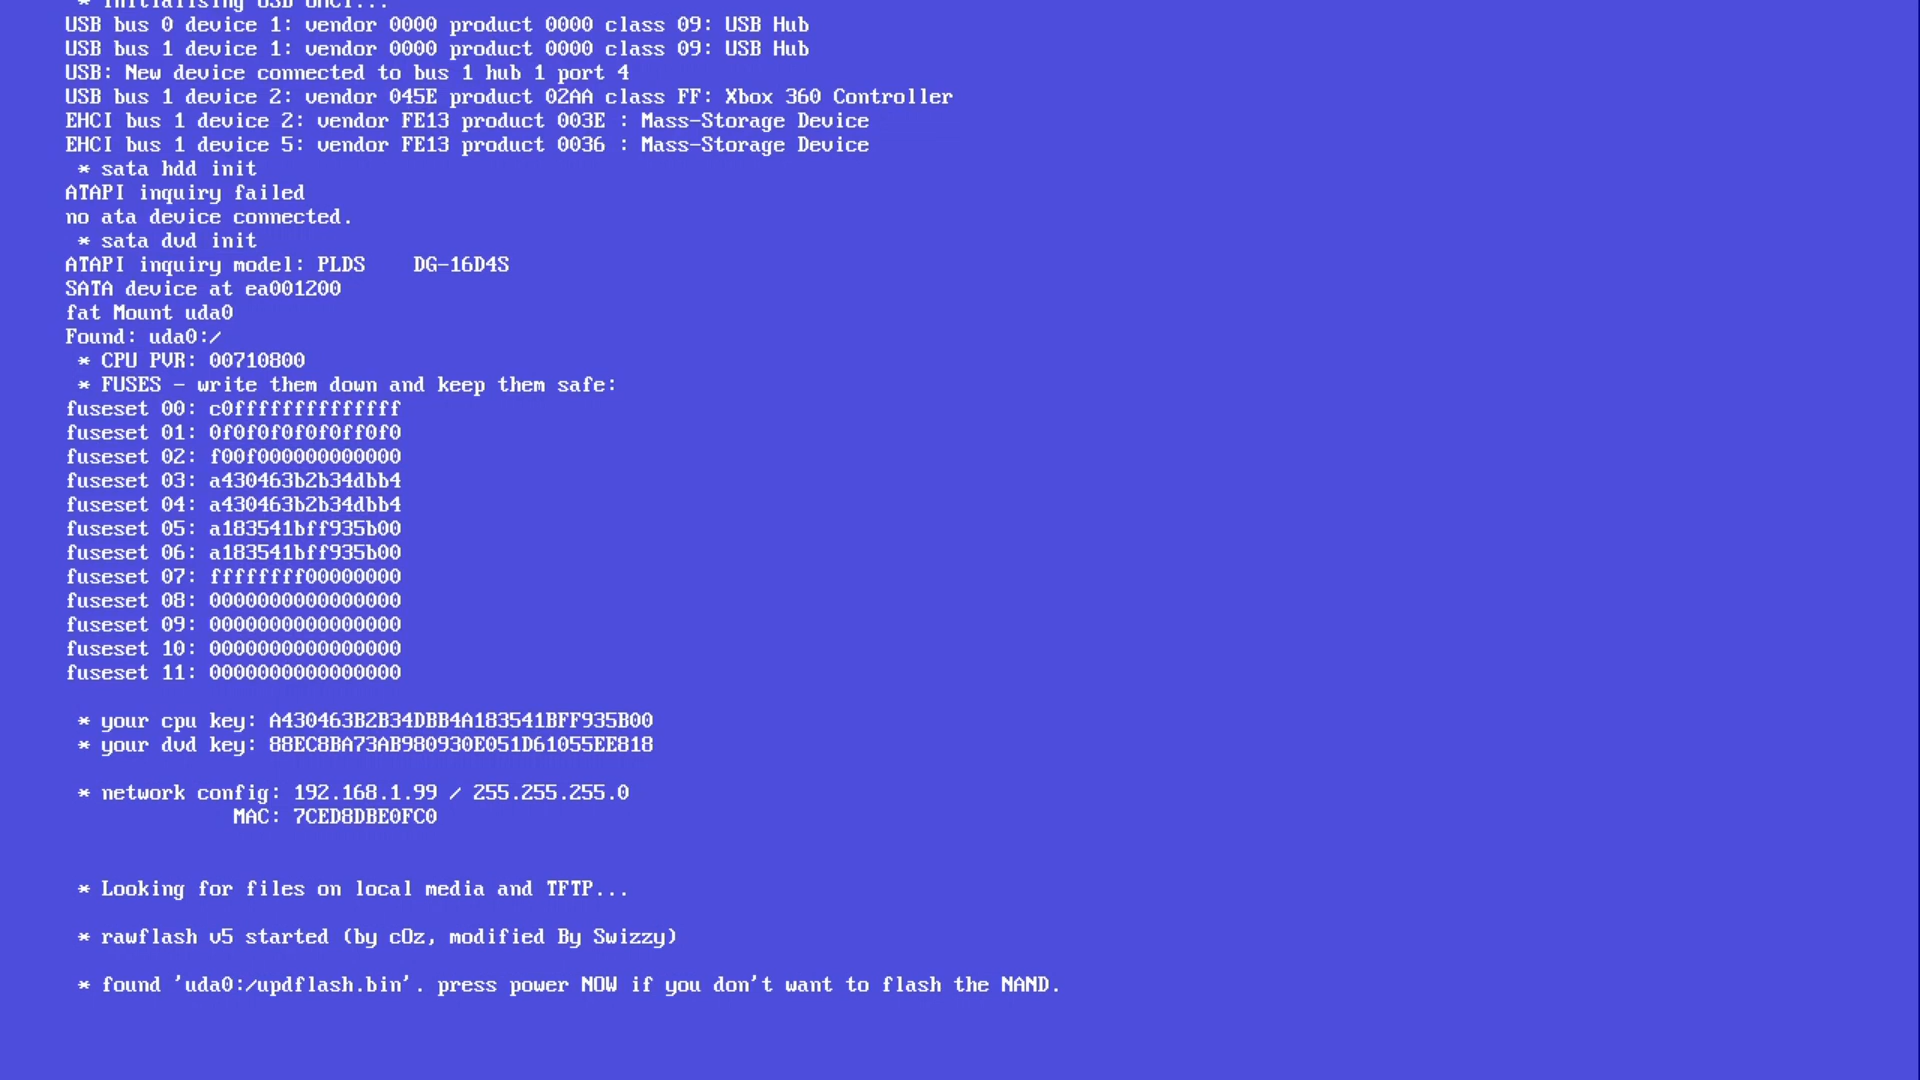 * Initialising USB OHCI...
USB bus 0 device 1: vendor 0000 product 0000 class 09: USB Hub
USB bus 1 device 1: vendor 0000 product 0000 class 09: USB Hub
USB: New device connected to bus 1 hub 1 port 4
USB bus 1 device 2: vendor 045E product 02AA class FF: Xbox 360 Controller
EHCI bus 1 device 2: vendor FE13 product 003E : Mass-Storage Device
EHCI bus 1 device 5: vendor FE13 product 0036 : Mass-Storage Device
* sata hdd init
ATAPI inquiry failed
no ata device connected.
* sata dvd init
ATAPI inquiry model: PLDS    DG-16D4S
SATA device at ea001200
fat Mount uda0
Found: uda0:/
* CPU PVR: 00710800
* FUSES - write them down and keep them safe:
fuseset 00: c0ffffffffffffff
fuseset 01: 0f0f0f0f0f0ff0f0
fuseset 02: f00f000000000000
fuseset 03: a430463b2b34dbb4
fuseset 04: a430463b2b34dbb4
fuseset 05: a183541bff935b00
fuseset 06: a183541bff935b00
fuseset 07: ffffffff00000000
fuseset 08: 0000000000000000
fuseset 09: 0000000000000000
fuseset 10: 0000000000000000
fuseset 11: 0000000000000000
* your cpu key: A430463B2B34DBB4A183541BFF935B00
* your dvd key: 88EC8BA73AB980930E051D61055EE818
* network config: 192.168.1.99 / 255.255.255.0
MAC: 7CED8DBE0FC0
* Looking for files on local media and TFTP...
* rawflash v5 started (by cOz, modified By Swizzy)
* found 'uda0:/updflash.bin'. press power NOW if you don't want to flash the NAND.